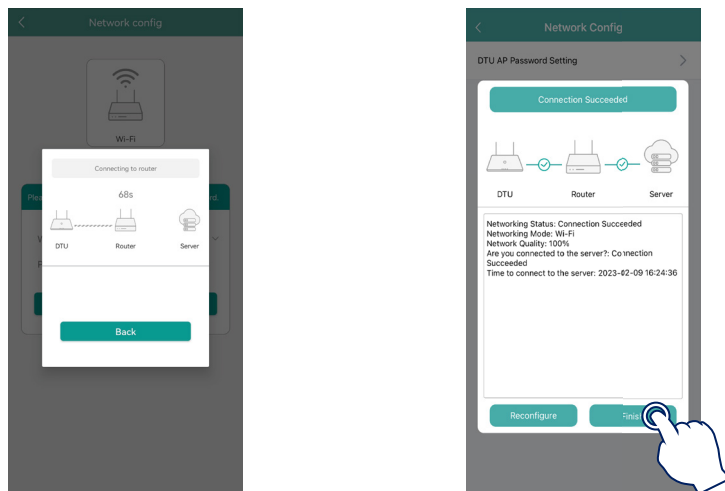 Network config
Wi-Fi
Connecting to router
68s
DTU Router Server
Back
Network Config
DTU AP Password Setting
Connection Succeeded
DTU Router Server
Networking Status: Connection Succeeded
Networking Mode: Wi-Fi
Network Quality: 100%
Are you connected to the server?: Connection
Succeeded
Time to connect to the server: 2023-02-09 16:24:36
Reconfigure